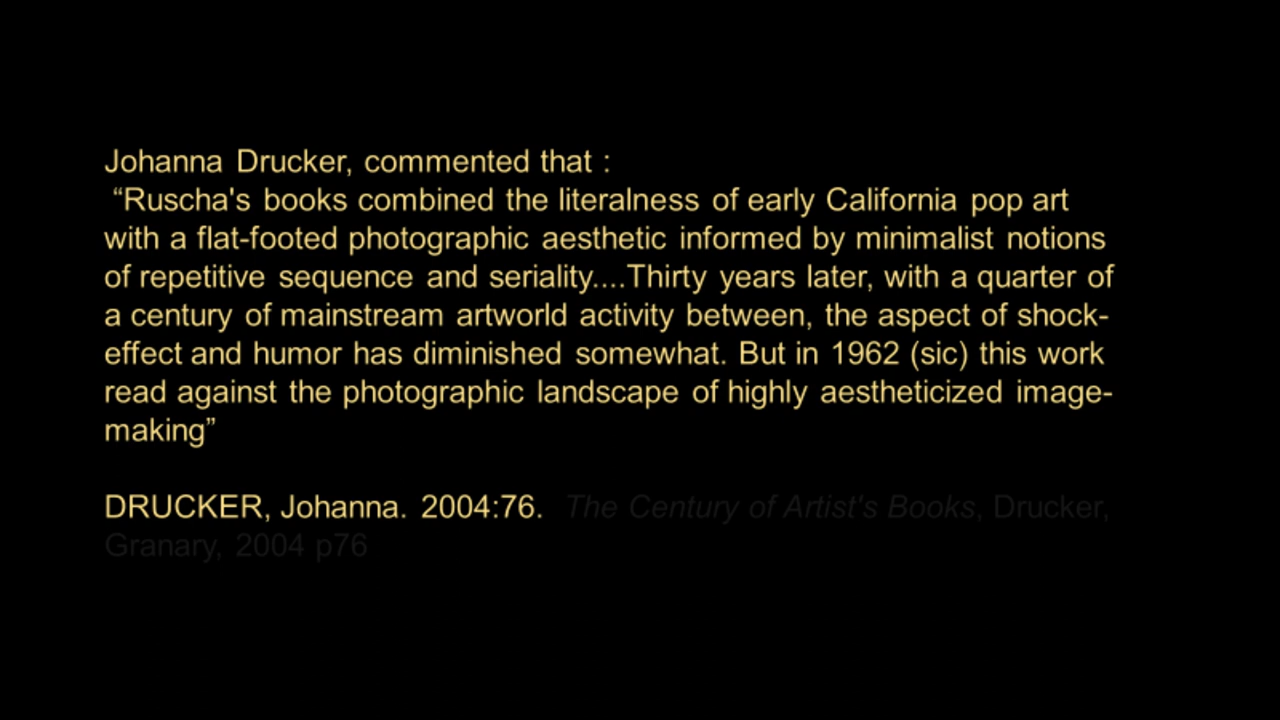 Johanna Drucker, commented that :
“Ruscha's books combined the literalness of early California pop art
with a flat-footed photographic aesthetic informed by minimalist notions
of repetitive sequence and seriality....Thirty years later, with a quarter of
a century of mainstream artworld activity between, the aspect of shock-
effect and humor has diminished somewhat. But in 1962 (sic) this work
read against the photographic landscape of highly aestheticized image-
making”
DRUCKER, Johanna. 2004:76. The Century of Artist's Books, Drucker,
Granary, 2004 p76